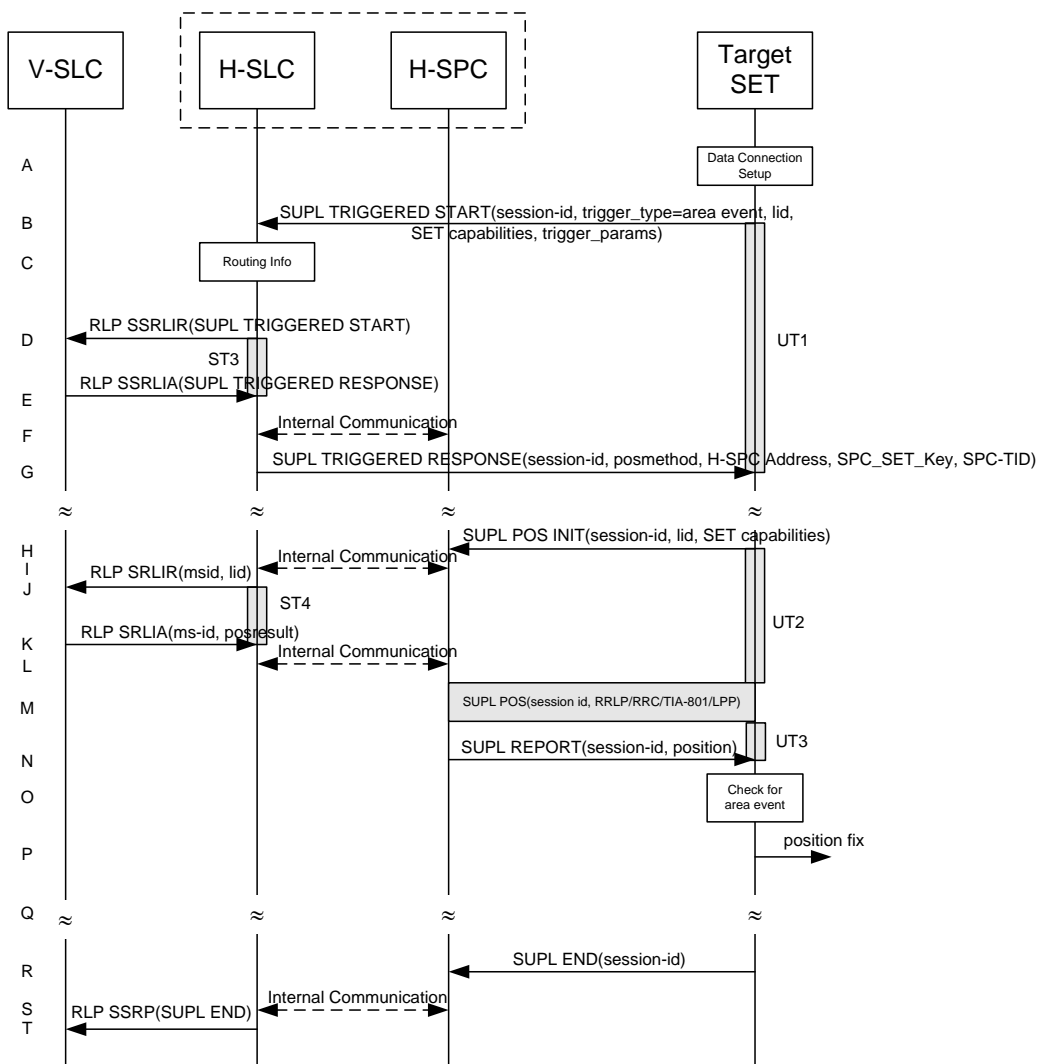 V-SLC
H-SLC
H-SPC
Target
SET
A
Data Connection
Setup
B
SUPL TRIGGERED START(session-id, trigger_type=area event, lid,
SET capabilities, trigger_params)
C
Routing Info
D
RLP SSRLIR(SUPL TRIGGERED START)
ST3
UT1
E
RLP SSRLIA(SUPL TRIGGERED RESPONSE)
F
Internal Communication
G
SUPL TRIGGERED RESPONSE(session-id, posmethod, H-SPC Address, SPC_SET_Key, SPC-TID)
≈ ≈ ≈ ≈
H
SUPL POS INIT(session-id, lid, SET capabilities)
I
Internal Communication
J
RLP SRLIR(msid, lid)
ST4
UT2
K
RLP SRLIA(ms-id, posresult)
L
Internal Communication
M
SUPL POS(session id, RRLP/RRC/TIA-801/LPP)
UT3
N
SUPL REPORT(session-id, position)
O
Check for
area event
P
position fix
Q
≈ ≈ ≈ ≈
R
SUPL END(session-id)
S
Internal Communication
T
RLP SSRP(SUPL END)